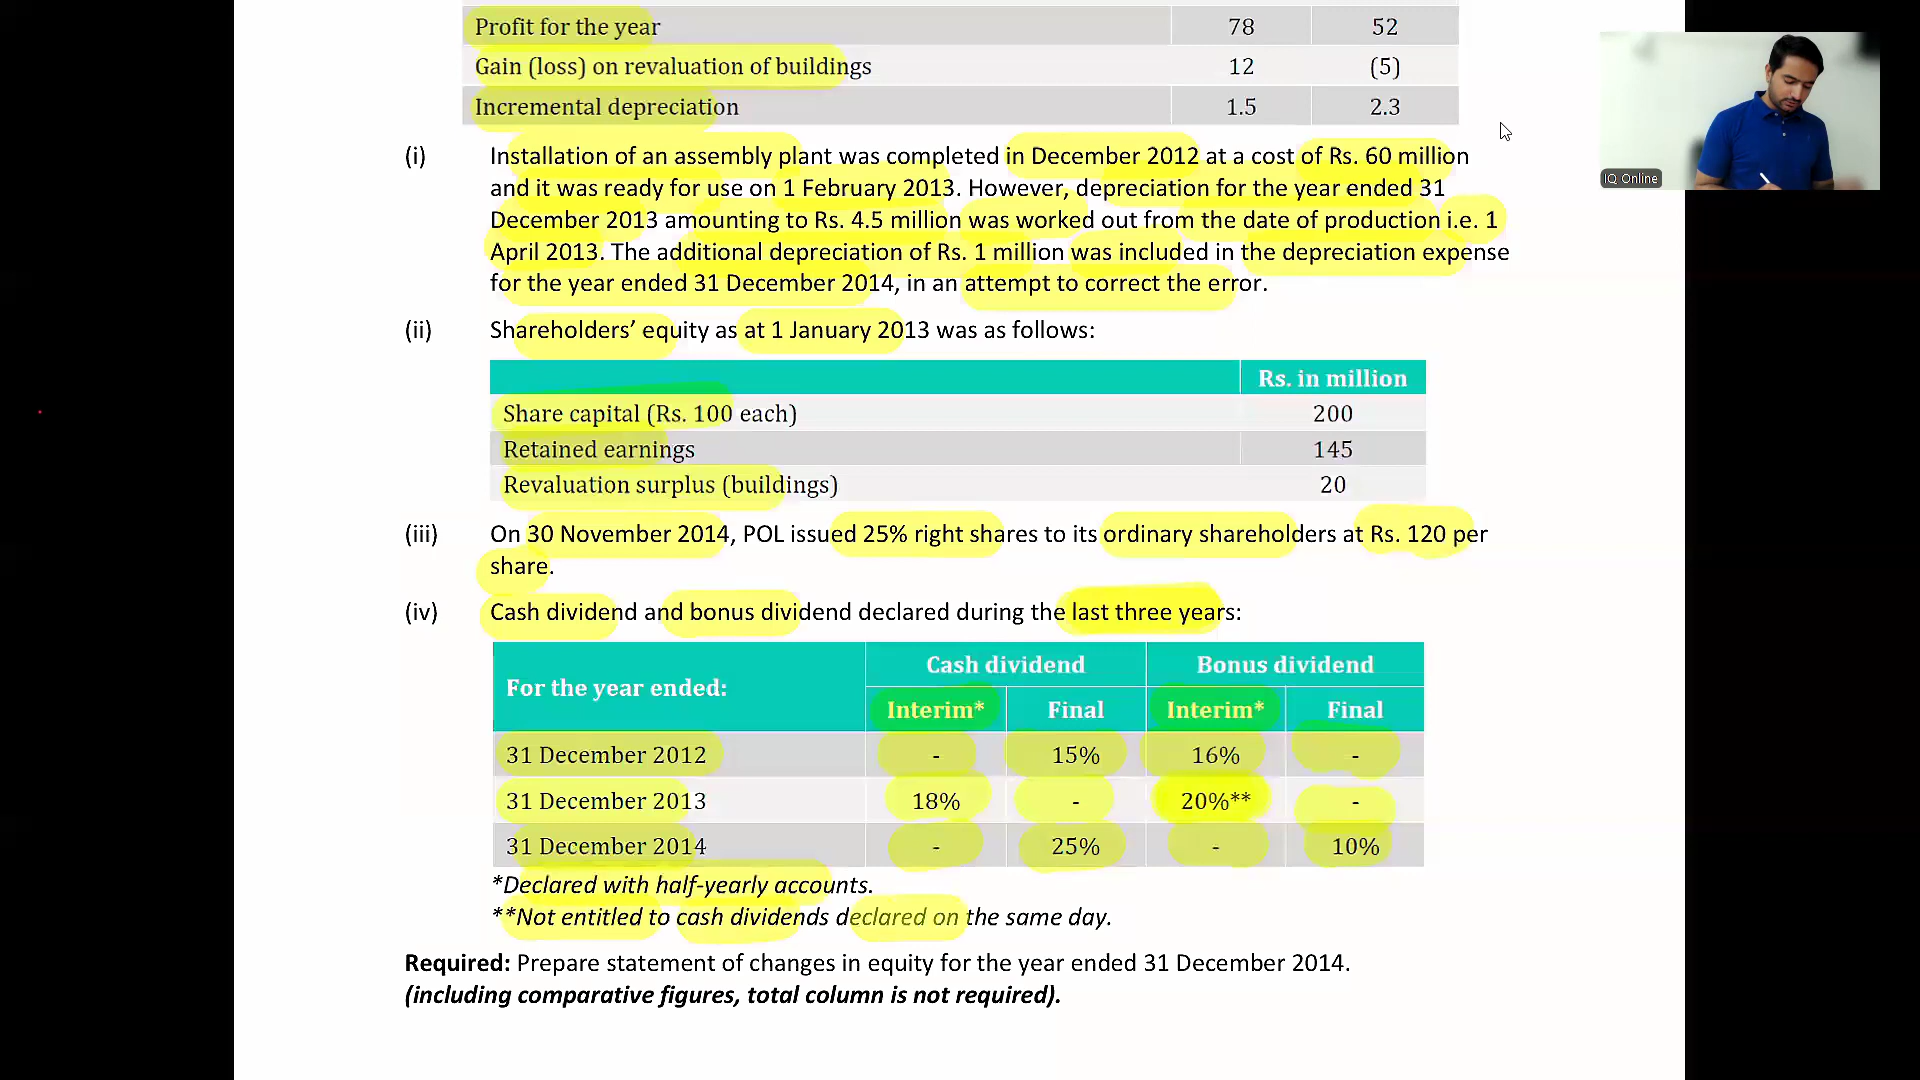 Profit for the year 78 52
Gain (loss) on revaluation of buildings 12 (5)
Incremental depreciation 1.5 2.3
IQ Online
(i) Installation of an assembly plant was completed in December 2012 at a cost of Rs. 60 million
and it was ready for use on 1 February 2013. However, depreciation for the year ended 31
December 2013 amounting to Rs. 4.5 million was worked out from the date of production i.e. 1
April 2013. The additional depreciation of Rs. 1 million was included in the depreciation expense
for the year ended 31 December 2014, in an attempt to correct the error.
(ii) Shareholders’ equity as at 1 January 2013 was as follows:
Rs. in million
Share capital (Rs. 100 each) 200
Retained earnings 145
Revaluation surplus (buildings) 20
(iii) On 30 November 2014, POL issued 25% right shares to its ordinary shareholders at Rs. 120 per
share.
(iv) Cash dividend and bonus dividend declared during the last three years:
For the year ended: Cash dividend Bonus dividend
Interim* Final Interim* Final
31 December 2012 - 15% 16% -
31 December 2013 18% - 20%** -
31 December 2014 - 25% - 10%
*Declared with half-yearly accounts.
**Not entitled to cash dividends declared on the same day.
Required: Prepare statement of changes in equity for the year ended 31 December 2014.
(including comparative figures, total column is not required).